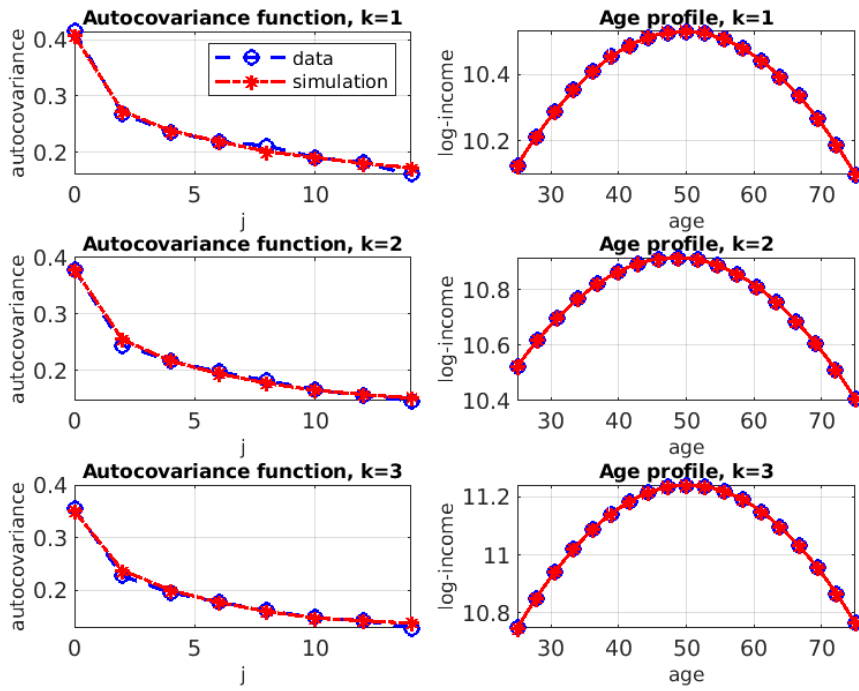 Autocovariance function, k=1
0.4
0.3
0.2
autocovariance
data
simulation
0
5
10
j
Age profile, k=1
10.4
10.2
log-income
30
40
50
60
70
age
Autocovariance function, k=2
0.4
0.3
0.2
autocovariance
0
5
10
j
Age profile, k=2
10.8
10.6
10.4
log-income
30
40
50
60
70
age
Autocovariance function, k=3
0.4
0.3
0.2
autocovariance
0
5
10
j
Age profile, k=3
11.2
11
10.8
log-income
30
40
50
60
70
age